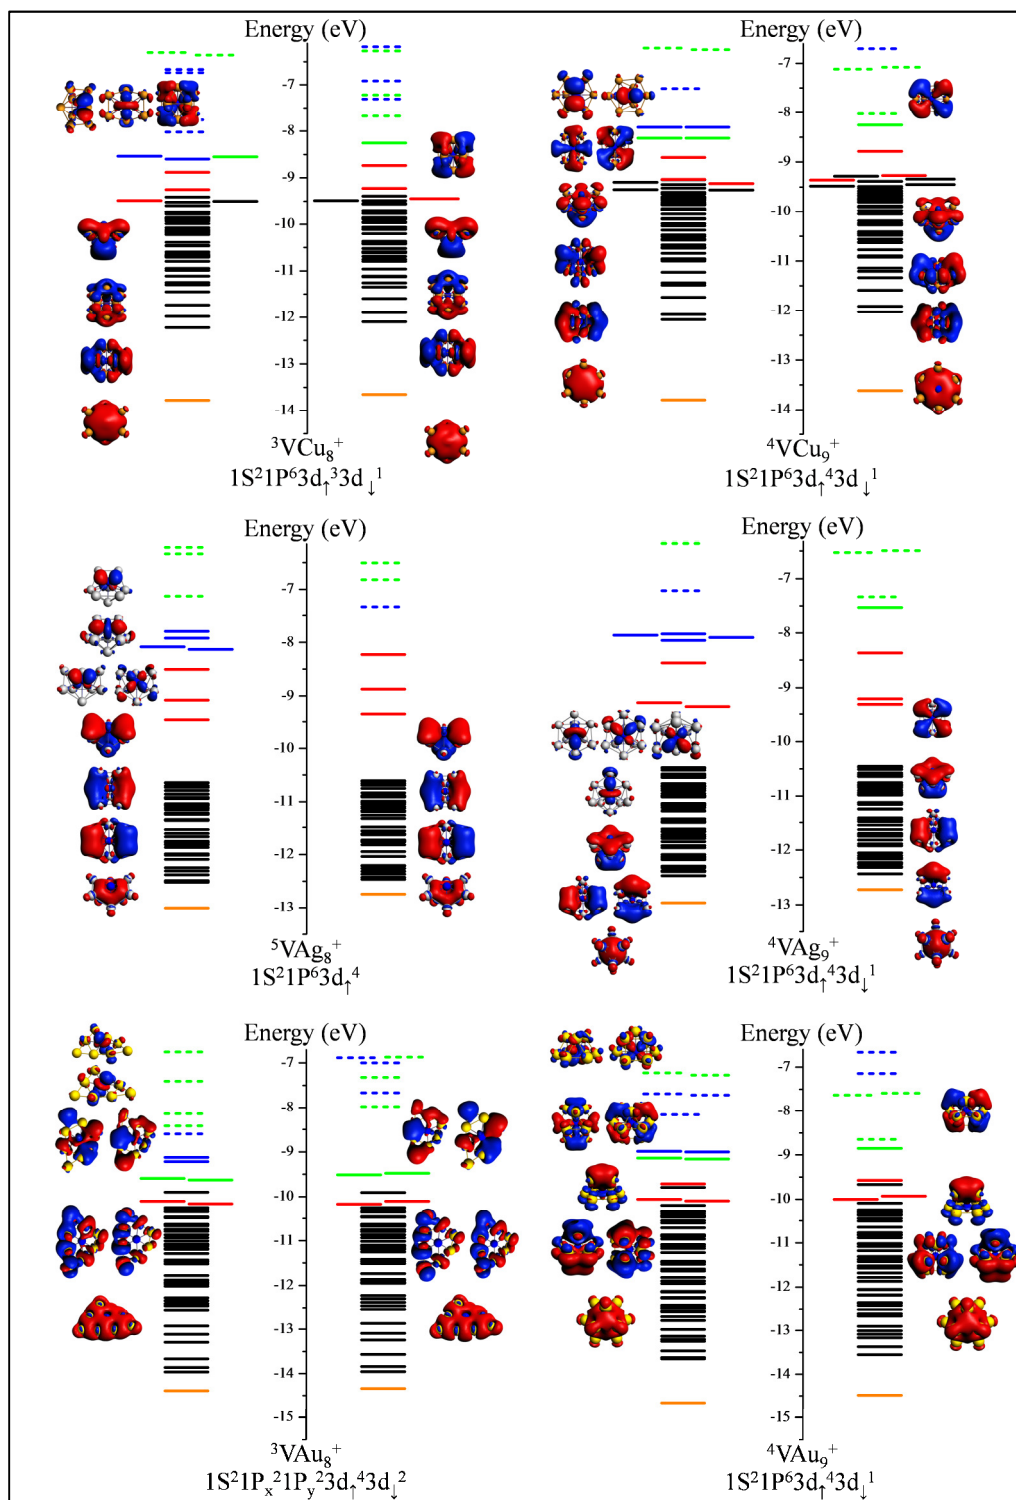 Energy (eV)
Energy (eV)
-7
-8
-9
-10
-11
-12
-13
-14
-7
-8
-9
-10
-11
-12
-13
-14
³VCu₈⁺
1S²1P⁶3d↑³3d↓¹
⁴VCu₉⁺
1S²1P⁶3d↑⁴3d↓¹
Energy (eV)
Energy (eV)
-7
-8
-9
-10
-11
-12
-13
-7
-8
-9
-10
-11
-12
-13
⁵VAg₈⁺
1S²1P⁶3d↑⁴
⁴VAg₉⁺
1S²1P⁶3d↑⁴3d↓¹
Energy (eV)
Energy (eV)
-7
-8
-9
-10
-11
-12
-13
-14
-15
-7
-8
-9
-10
-11
-12
-13
-14
-15
³VAu₈⁺
1S²1Pₓ²1Pᵧ²3d↑⁴3d↓²
⁴VAu₉⁺
1S²1P⁶3d↑⁴3d↓¹